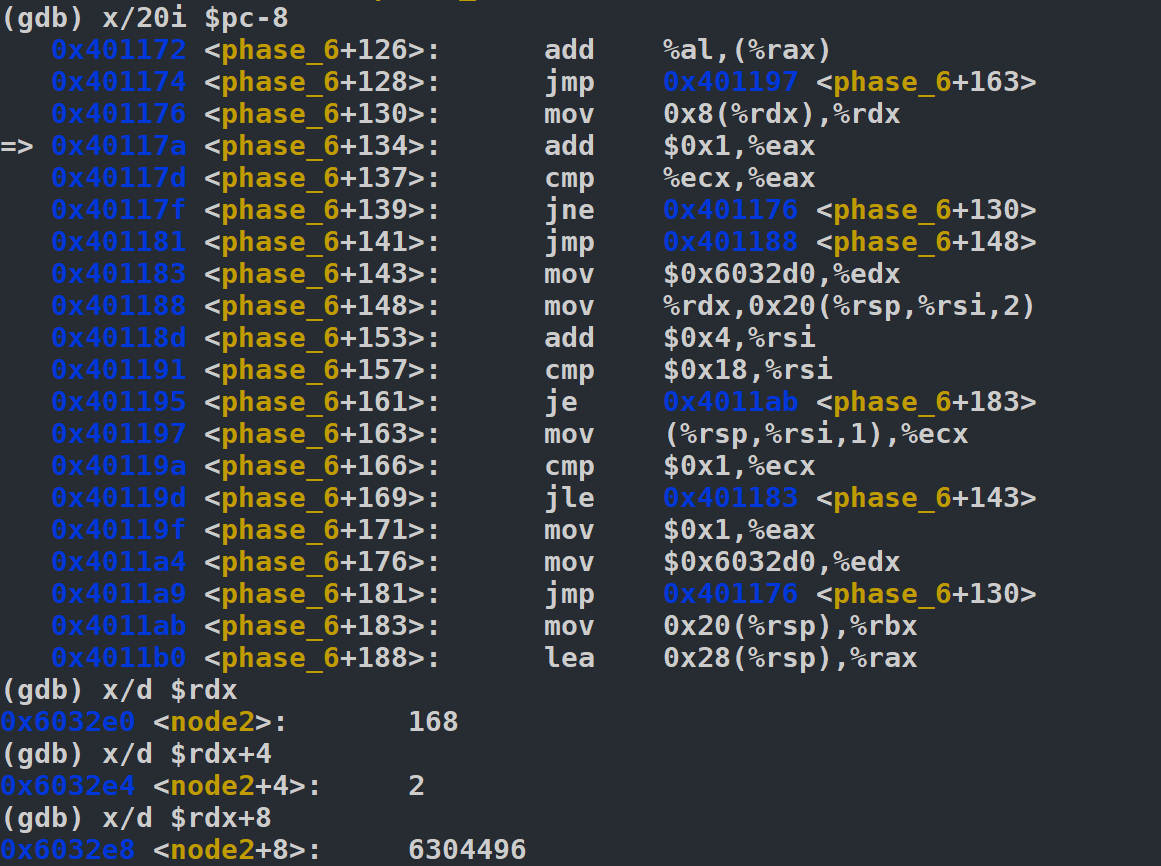 (gdb) x/20i $pc-8
   0x401172 <phase_6+126>:      add    %al,(%rax)
   0x401174 <phase_6+128>:      jmp    0x401197 <phase_6+163>
   0x401176 <phase_6+130>:      mov    0x8(%rdx),%rdx
=> 0x40117a <phase_6+134>:      add    $0x1,%eax
   0x40117d <phase_6+137>:      cmp    %ecx,%eax
   0x40117f <phase_6+139>:      jne    0x401176 <phase_6+130>
   0x401181 <phase_6+141>:      jmp    0x401188 <phase_6+148>
   0x401183 <phase_6+143>:      mov    $0x6032d0,%edx
   0x401188 <phase_6+148>:      mov    %rdx,0x20(%rsp,%rsi,2)
   0x40118d <phase_6+153>:      add    $0x4,%rsi
   0x401191 <phase_6+157>:      cmp    $0x18,%rsi
   0x401195 <phase_6+161>:      je     0x4011ab <phase_6+183>
   0x401197 <phase_6+163>:      mov    (%rsp,%rsi,1),%ecx
   0x40119a <phase_6+166>:      cmp    $0x1,%ecx
   0x40119d <phase_6+169>:      jle    0x401183 <phase_6+143>
   0x40119f <phase_6+171>:      mov    $0x1,%eax
   0x4011a4 <phase_6+176>:      mov    $0x6032d0,%edx
   0x4011a9 <phase_6+181>:      jmp    0x401176 <phase_6+130>
   0x4011ab <phase_6+183>:      mov    0x20(%rsp),%rbx
   0x4011b0 <phase_6+188>:      lea    0x28(%rsp),%rax
(gdb) x/d $rdx
0x6032e0 <node2>:       168
(gdb) x/d $rdx+4
0x6032e4 <node2+4>:     2
(gdb) x/d $rdx+8
0x6032e8 <node2+8>:     6304496